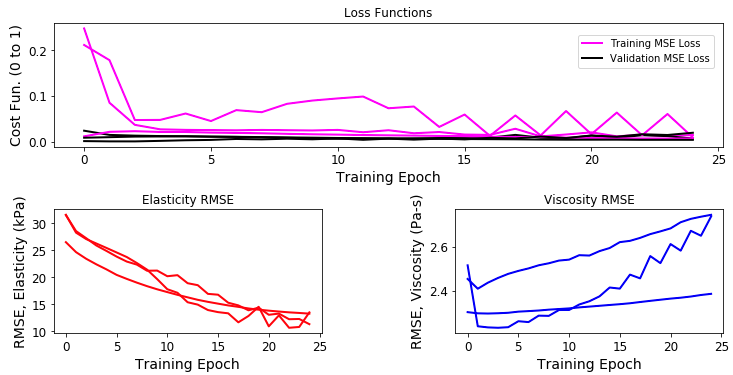 Loss Functions
Cost Fun. (0 to 1)
0.2
0.1
0.0
Training MSE Loss
Validation MSE Loss
0 5 10 15 20 25
Training Epoch
Elasticity RMSE
RMSE, Elasticity (kPa)
30
25
20
15
10
0 5 10 15 20 25
Training Epoch
Viscosity RMSE
RMSE, Viscosity (Pa-s)
2.6
2.4
0 5 10 15 20 25
Training Epoch